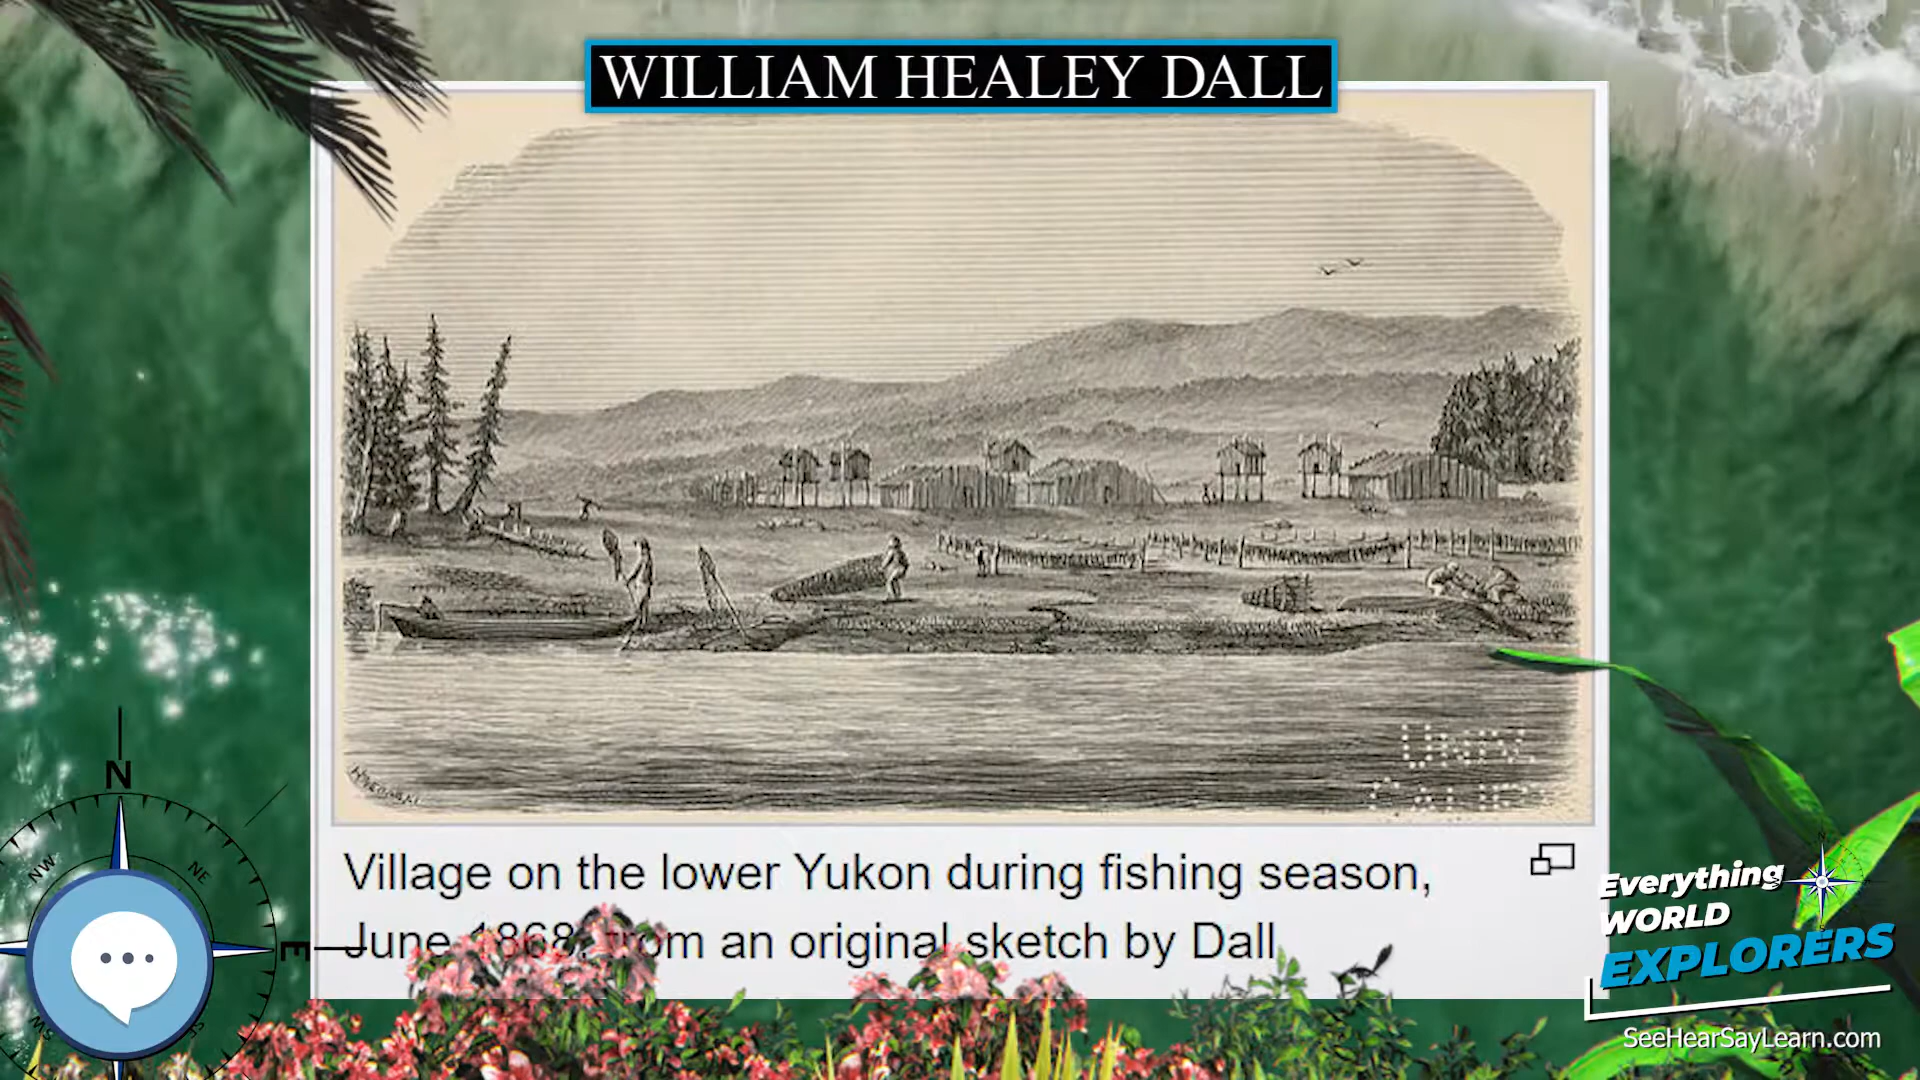 WILLIAM HEALEY DALL
Village on the lower Yukon during fishing season,
June 1868, from an original sketch by Dall
N
NW
NE
E
Everything
WORLD
EXPLORERS
SeeHearSayLearn.com